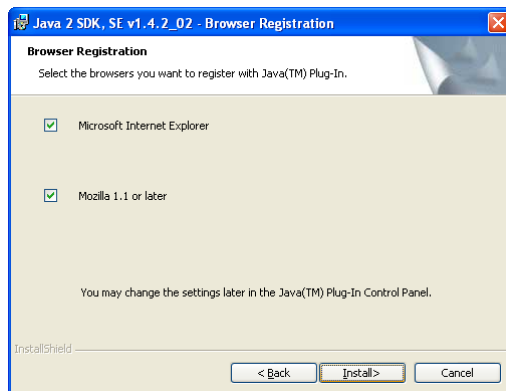 Java 2 SDK, SE v1.4.2_02 - Browser Registration
Browser Registration
Select the browsers you want to register with Java(TM) Plug-In.
Microsoft Internet Explorer
Mozilla 1.1 or later
You may change the settings later in the Java(TM) Plug-In Control Panel.
InstallShield
< Back Install> Cancel